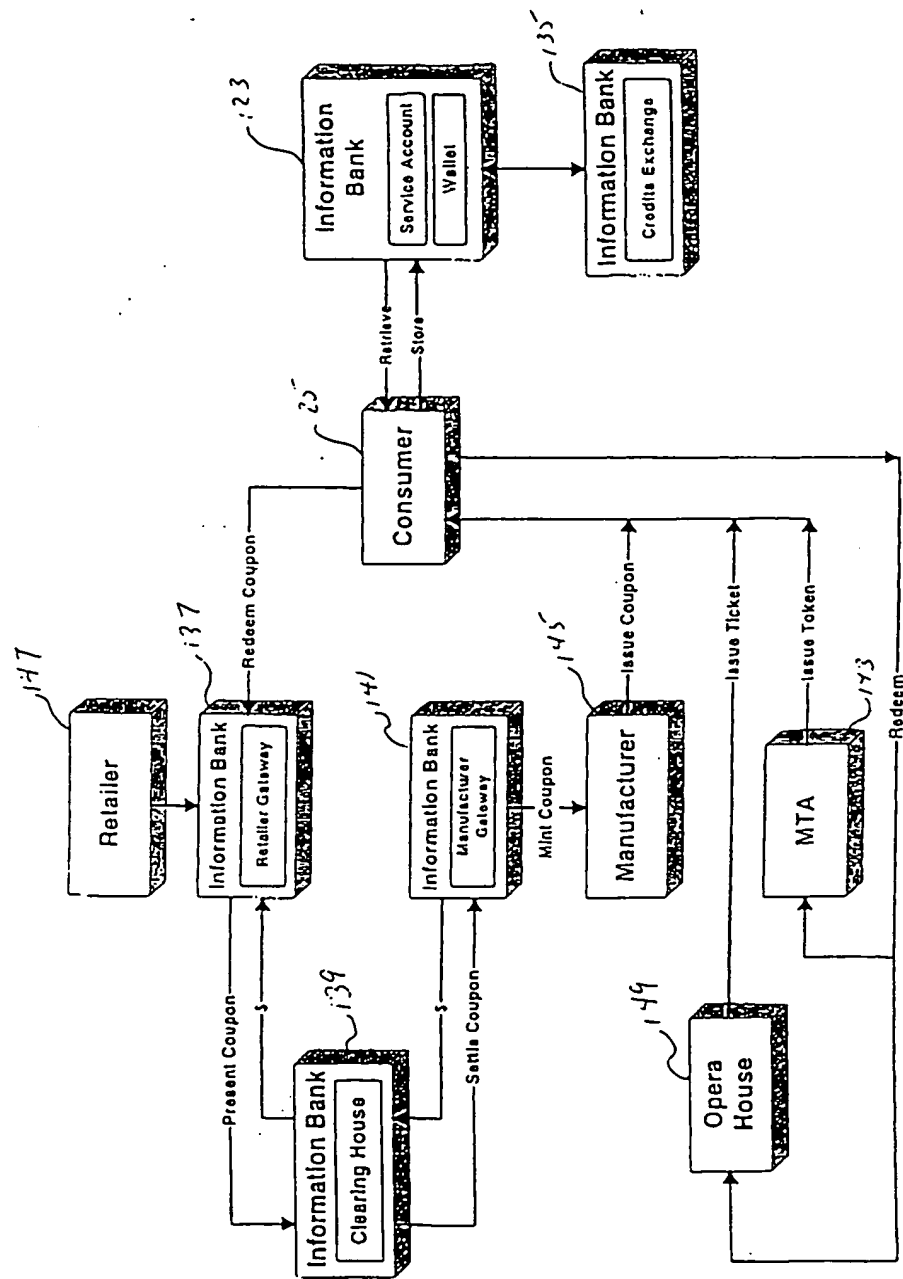 147
Retailer
137
Information Bank
Retailer Gateway
Redeem Coupon
Present Coupon
$
139
Information Bank
Clearing House
$
Settle Coupon
141
Information Bank
Manufacturer
Gateway
Mint Coupon
145
Manufacturer
Issue Coupon
25
Consumer
Retrieve
Store
123
Information
Bank
Service Account
Wallet
135
Information Bank
Credits Exchange
149
Opera
House
Issue Ticket
MTA
143
Issue Token
Redeem